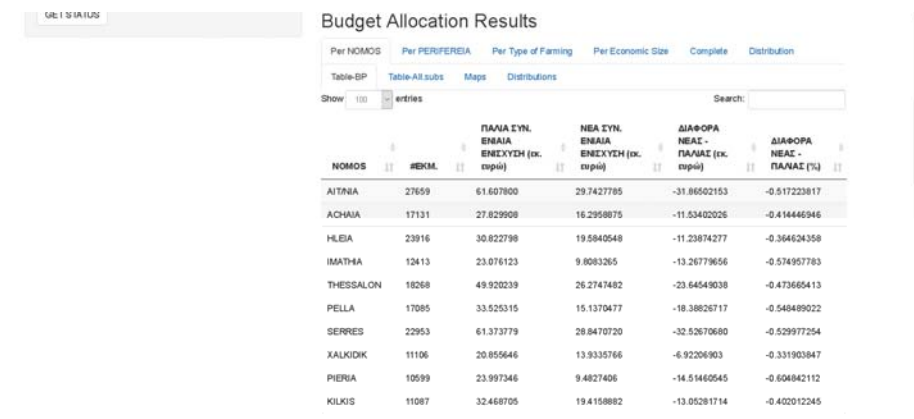 GET STATUS
Budget Allocation Results
Per NOMOS Per PERIFEREIA Per Type of Farming Per Economic Size Complete Distribution
Table-BP Table-All.subs Maps Distributions
Show 100 entries Search:
NOMOS #ΕΚΜ. ΠΑΛΙΑ ΣΥΝ. ΕΝΙΑΙΑ ΕΝΙΣΧΥΣΗ (εκ. ευρώ) ΝΕΑ ΣΥΝ. ΕΝΙΑΙΑ ΕΝΙΣΧΥΣΗ (εκ. ευρώ) ΔΙΑΦΟΡΑ ΝΕΑΣ - ΠΑΛΙΑΣ (εκ. ευρώ) ΔΙΑΦΟΡΑ ΝΕΑΣ - ΠΑΛΙΑΣ (%)
AIT/NIA 27659 61.607800 29.7427785 -31.86502153 -0.517223817
ACHAIA 17131 27.829908 16.2958875 -11.53402026 -0.414446946
HLEIA 23916 30.822798 19.5840548 -11.23874277 -0.364624358
IMATHIA 12413 23.076123 9.8083265 -13.26779656 -0.574957783
THESSALON 18268 49.920239 26.2747482 -23.64549038 -0.473665413
PELLA 17085 33.525315 15.1370477 -18.38826717 -0.548489022
SERRES 22953 61.373779 28.8470720 -32.52670680 -0.529977254
XALKIDIK 11106 20.855646 13.9335766 -6.92206903 -0.331903847
PIERIA 10599 23.997346 9.4827406 -14.51460545 -0.604842112
KILKIS 11087 32.468705 19.4158882 -13.05281714 -0.402012245